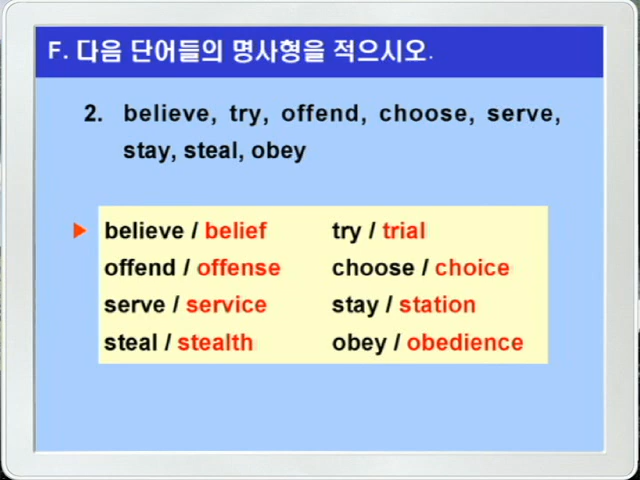 F. 다음 단어들의 명사형을 적으시오.
2. believe, try, offend, choose, serve,
stay, steal, obey
believe / belief try / trial
offend / offense choose / choice
serve / service stay / station
steal / stealth obey / obedience